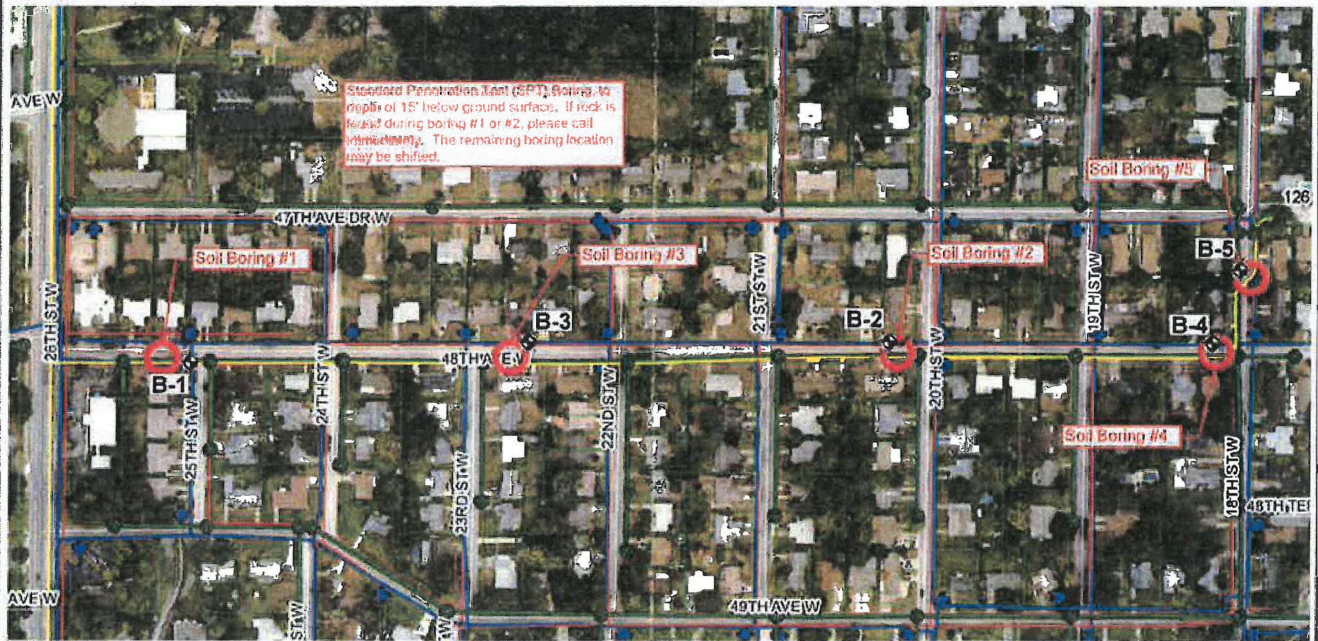 AVE W
Standard Penetration Test (SPT) Boring, to
depth of 15' below ground surface. If rock is
found during boring #1 or #2, please call
immediately. The remaining boring location
may be shifted.
Soil Boring #5
126
47TH AVE DR W
Soil Boring #1
Soil Boring #3
Soil Boring #2
B-5
26TH ST W
21ST ST W
19TH ST W
B-3
B-2
B-4
48TH AVE W
B-1
24TH ST W
20TH ST W
22ND ST W
25TH ST W
Soil Boring #4
23RD ST W
18TH ST W
48TH TER
AVE W
49TH AVE W
ST W
W